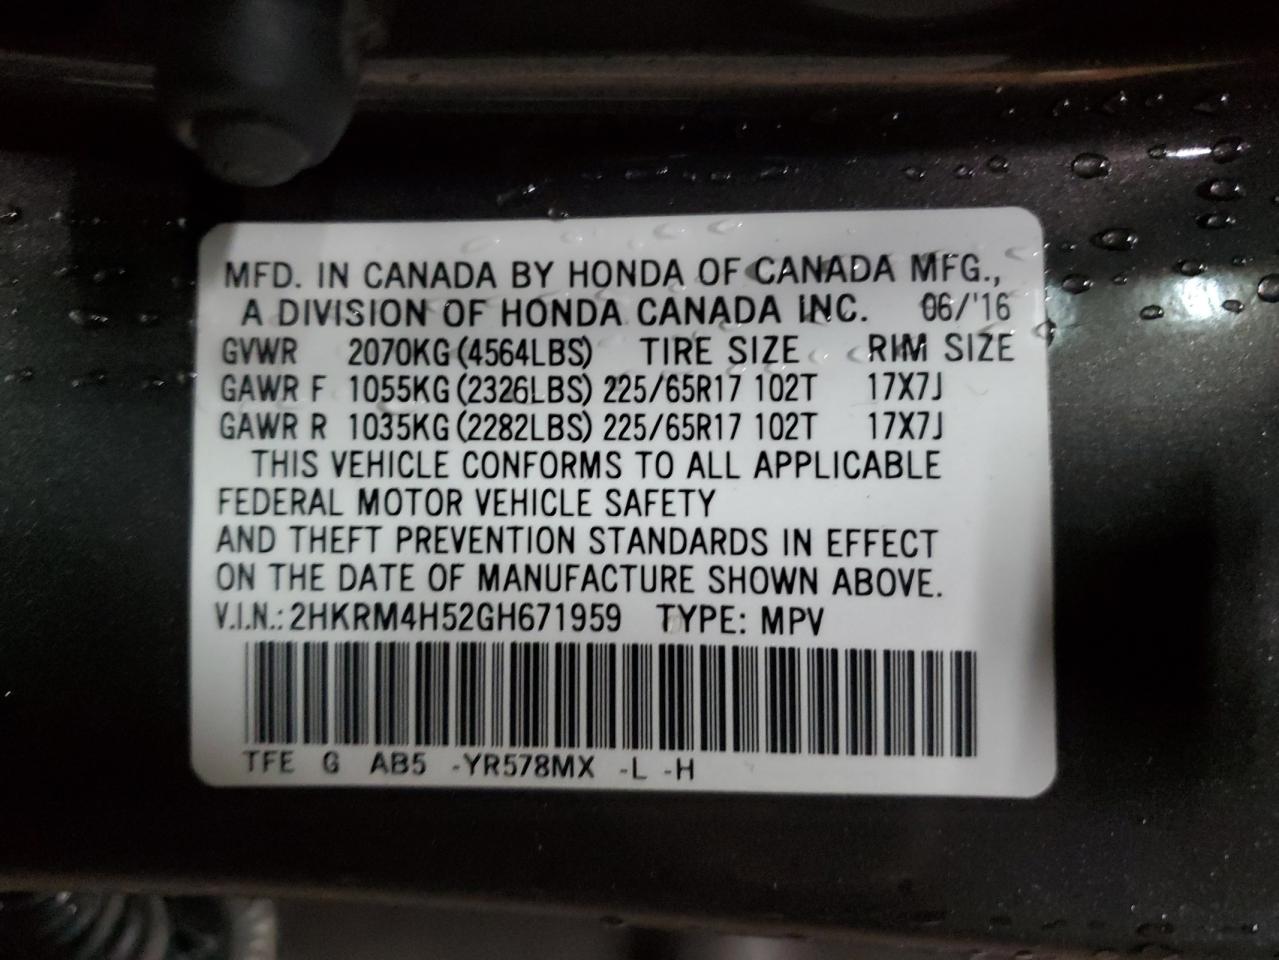 MFD. IN CANADA BY HONDA OF CANADA MFG.,
A DIVISION OF HONDA CANADA INC. 06/'16
GVWR 2070KG (4564LBS) TIRE SIZE RIM SIZE
GAWR F 1055KG (2326LBS) 225/65R17 102T 17X7J
GAWR R 1035KG (2282LBS) 225/65R17 102T 17X7J
THIS VEHICLE CONFORMS TO ALL APPLICABLE
FEDERAL MOTOR VEHICLE SAFETY
AND THEFT PREVENTION STANDARDS IN EFFECT
ON THE DATE OF MANUFACTURE SHOWN ABOVE.
V.I.N.: 2HKRM4H52GH671959 TYPE: MPV
TFE G AB5 -YR578MX -L -H